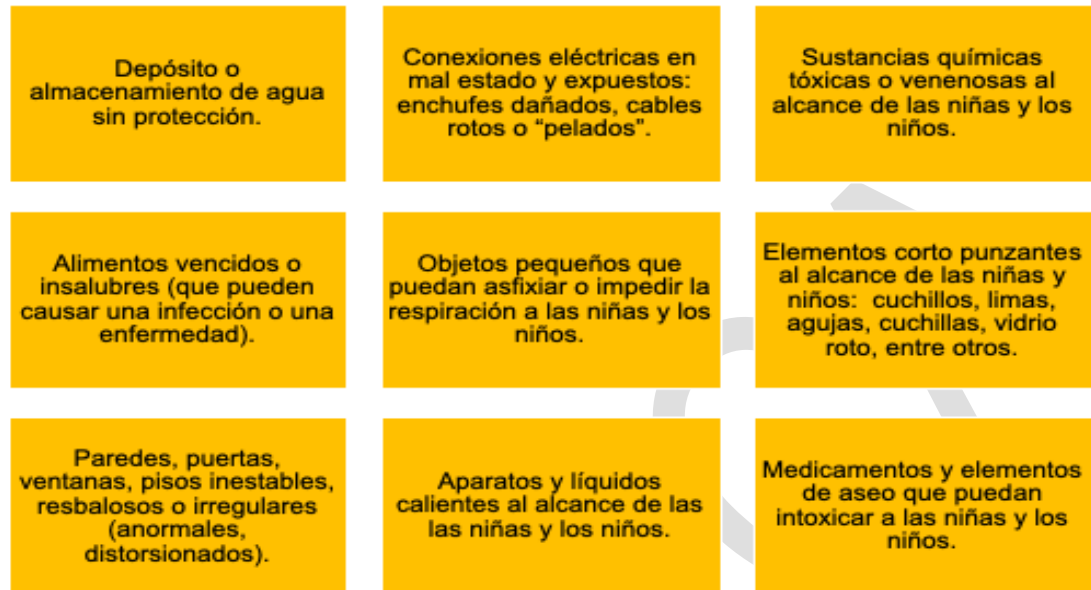 Depósito o
almacenamiento de agua
sin protección.
Conexiones eléctricas en
mal estado y expuestos:
enchufes dañados, cables
rotos o “pelados”.
Sustancias químicas
tóxicas o venenosas al
alcance de las niñas y los
niños.
Alimentos vencidos o
insalubres (que pueden
causar una infección o una
enfermedad).
Objetos pequeños que
puedan asfixiar o impedir la
respiración a las niñas y los
niños.
Elementos corto punzantes
al alcance de las niñas y
niños:  cuchillos, limas,
agujas, cuchillas, vidrio
roto, entre otros.
Paredes, puertas,
ventanas, pisos inestables,
resbalosos o irregulares
(anormales,
distorsionados).
Aparatos y líquidos
calientes al alcance de las
las niñas y los niños.
Medicamentos y elementos
de aseo que puedan
intoxicar a las niñas y los
niños.